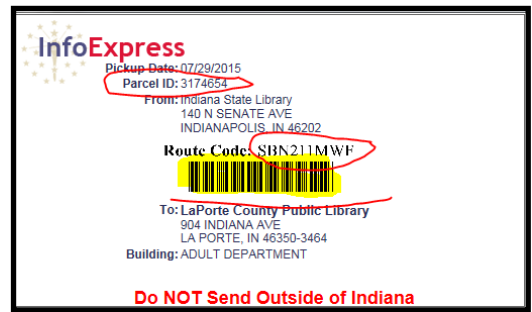 InfoExpress
Pickup Date: 07/29/2015
Parcel ID: 3174654
From: Indiana State Library
140 N SENATE AVE
INDIANAPOLIS, IN 46202
Route Code: SBN211MWF
To: LaPorte County Public Library
904 INDIANA AVE
LA PORTE, IN 46350-3464
Building: ADULT DEPARTMENT
Do NOT Send Outside of Indiana